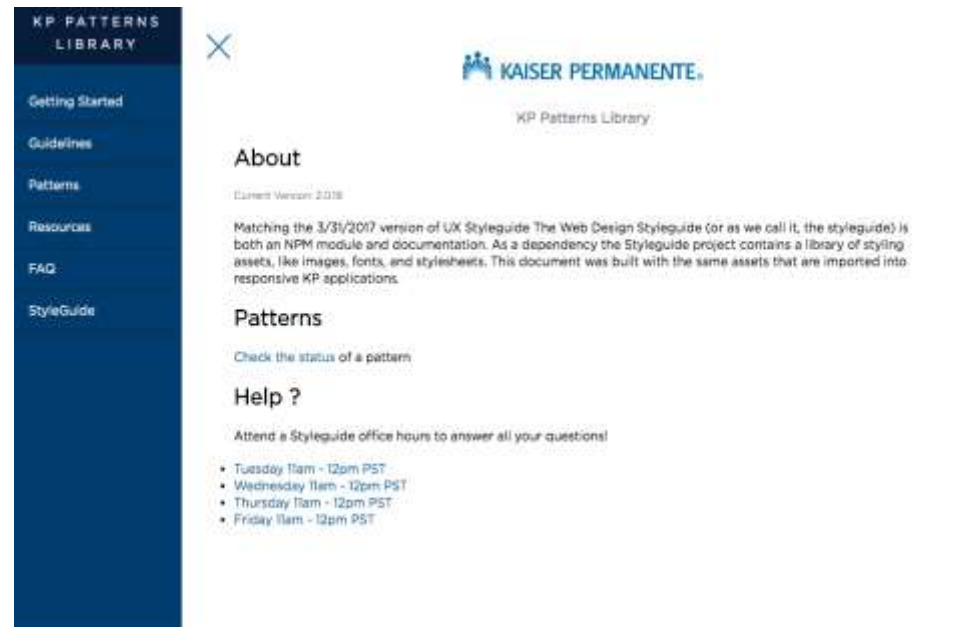 KP PATTERNS
LIBRARY
Getting Started
Guidelines
Patterns
Resources
FAQ
StyleGuide
KAISER PERMANENTE®
KP Patterns Library
About
Current Version: 2.0.18
Matching the 3/31/2017 version of UX Styleguide The Web Design Styleguide (or as we call it, the styleguide) is
both an NPM module and documentation. As a dependency the Styleguide project contains a library of styling
assets, like images, fonts, and stylesheets. This document was built with the same assets that are imported into
responsive KP applications.
Patterns
Check the status of a pattern
Help ?
Attend a Styleguide office hours to answer all your questions!
• Tuesday 11am - 12pm PST
• Wednesday 11am - 12pm PST
• Thursday 11am - 12pm PST
• Friday 11am - 12pm PST